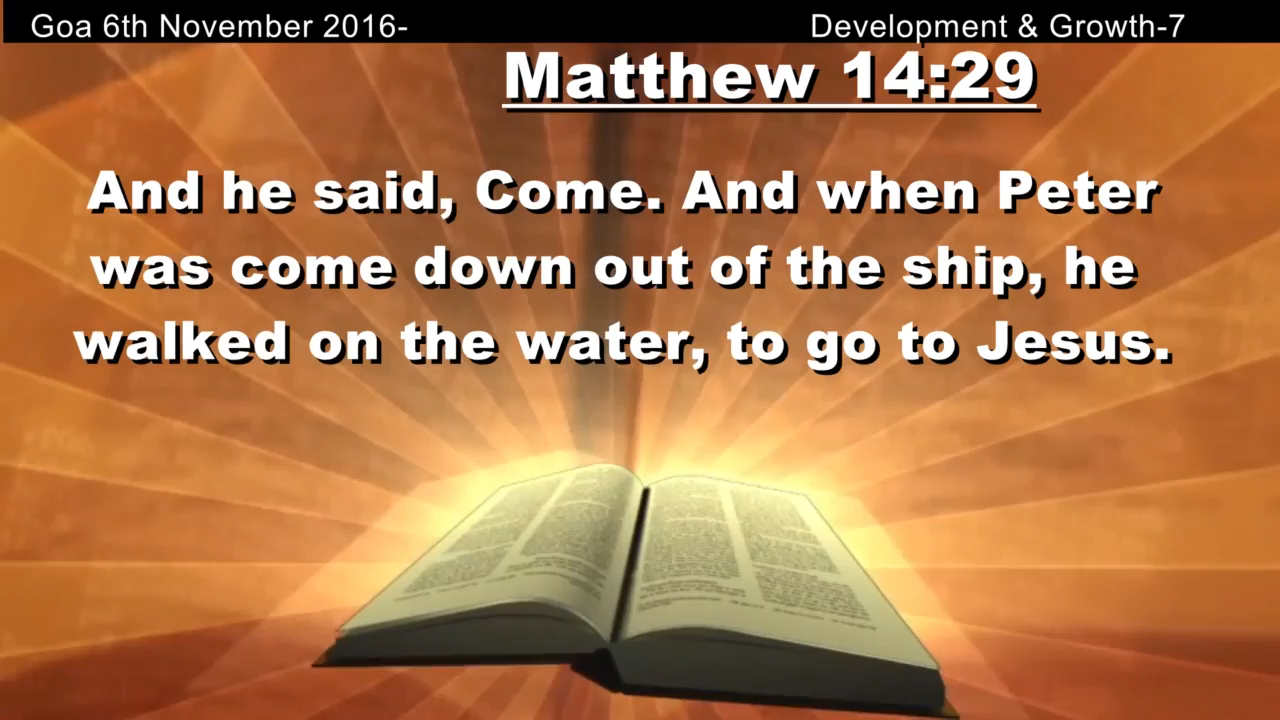 Goa 6th November 2016- Development & Growth-7
Matthew 14:29
And he said, Come. And when Peter
was come down out of the ship, he
walked on the water, to go to Jesus.